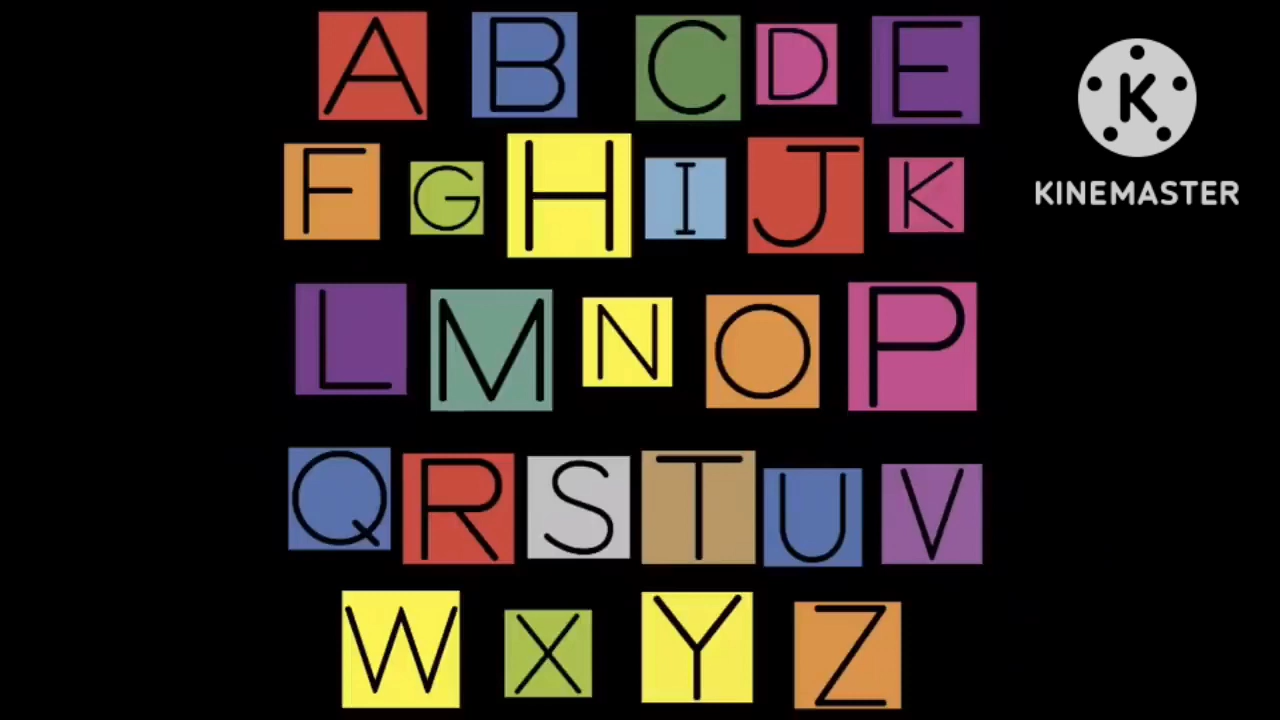 A B C D E
F G H I J K
L M N O P
Q R S T U V
W X Y Z
K
KINEMASTER